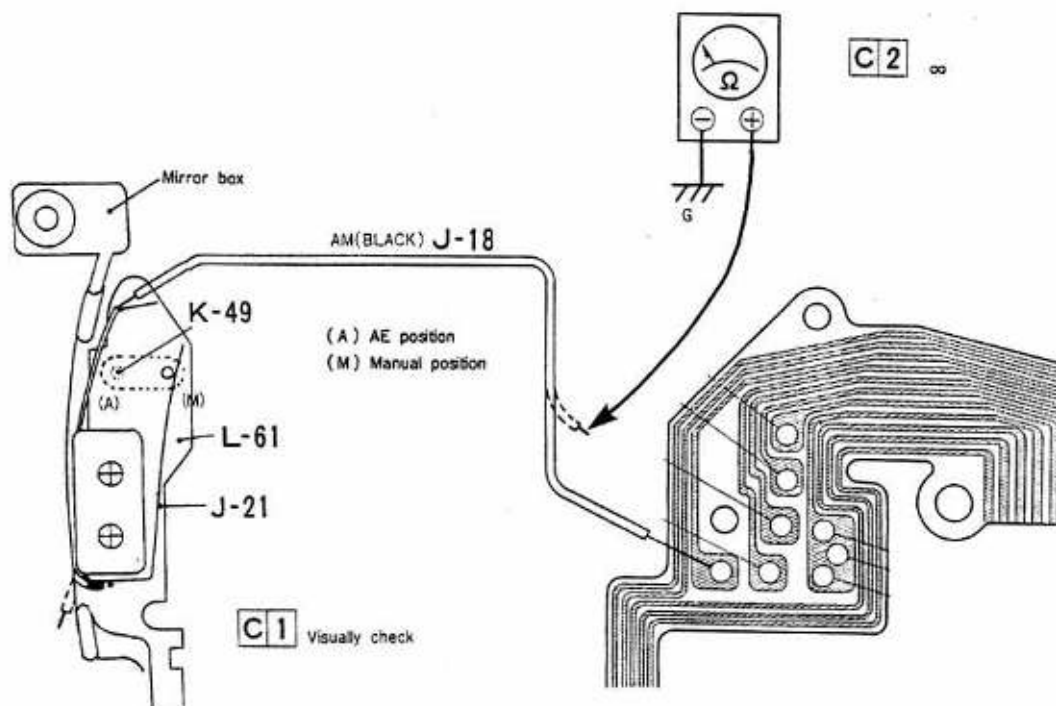 C 2 ∞
Ω
− +
G
Mirror box
AM(BLACK) J-18
K-49
(A) AE position
(M) Manual position
(A) (M)
L-61
J-21
C 1 Visually check